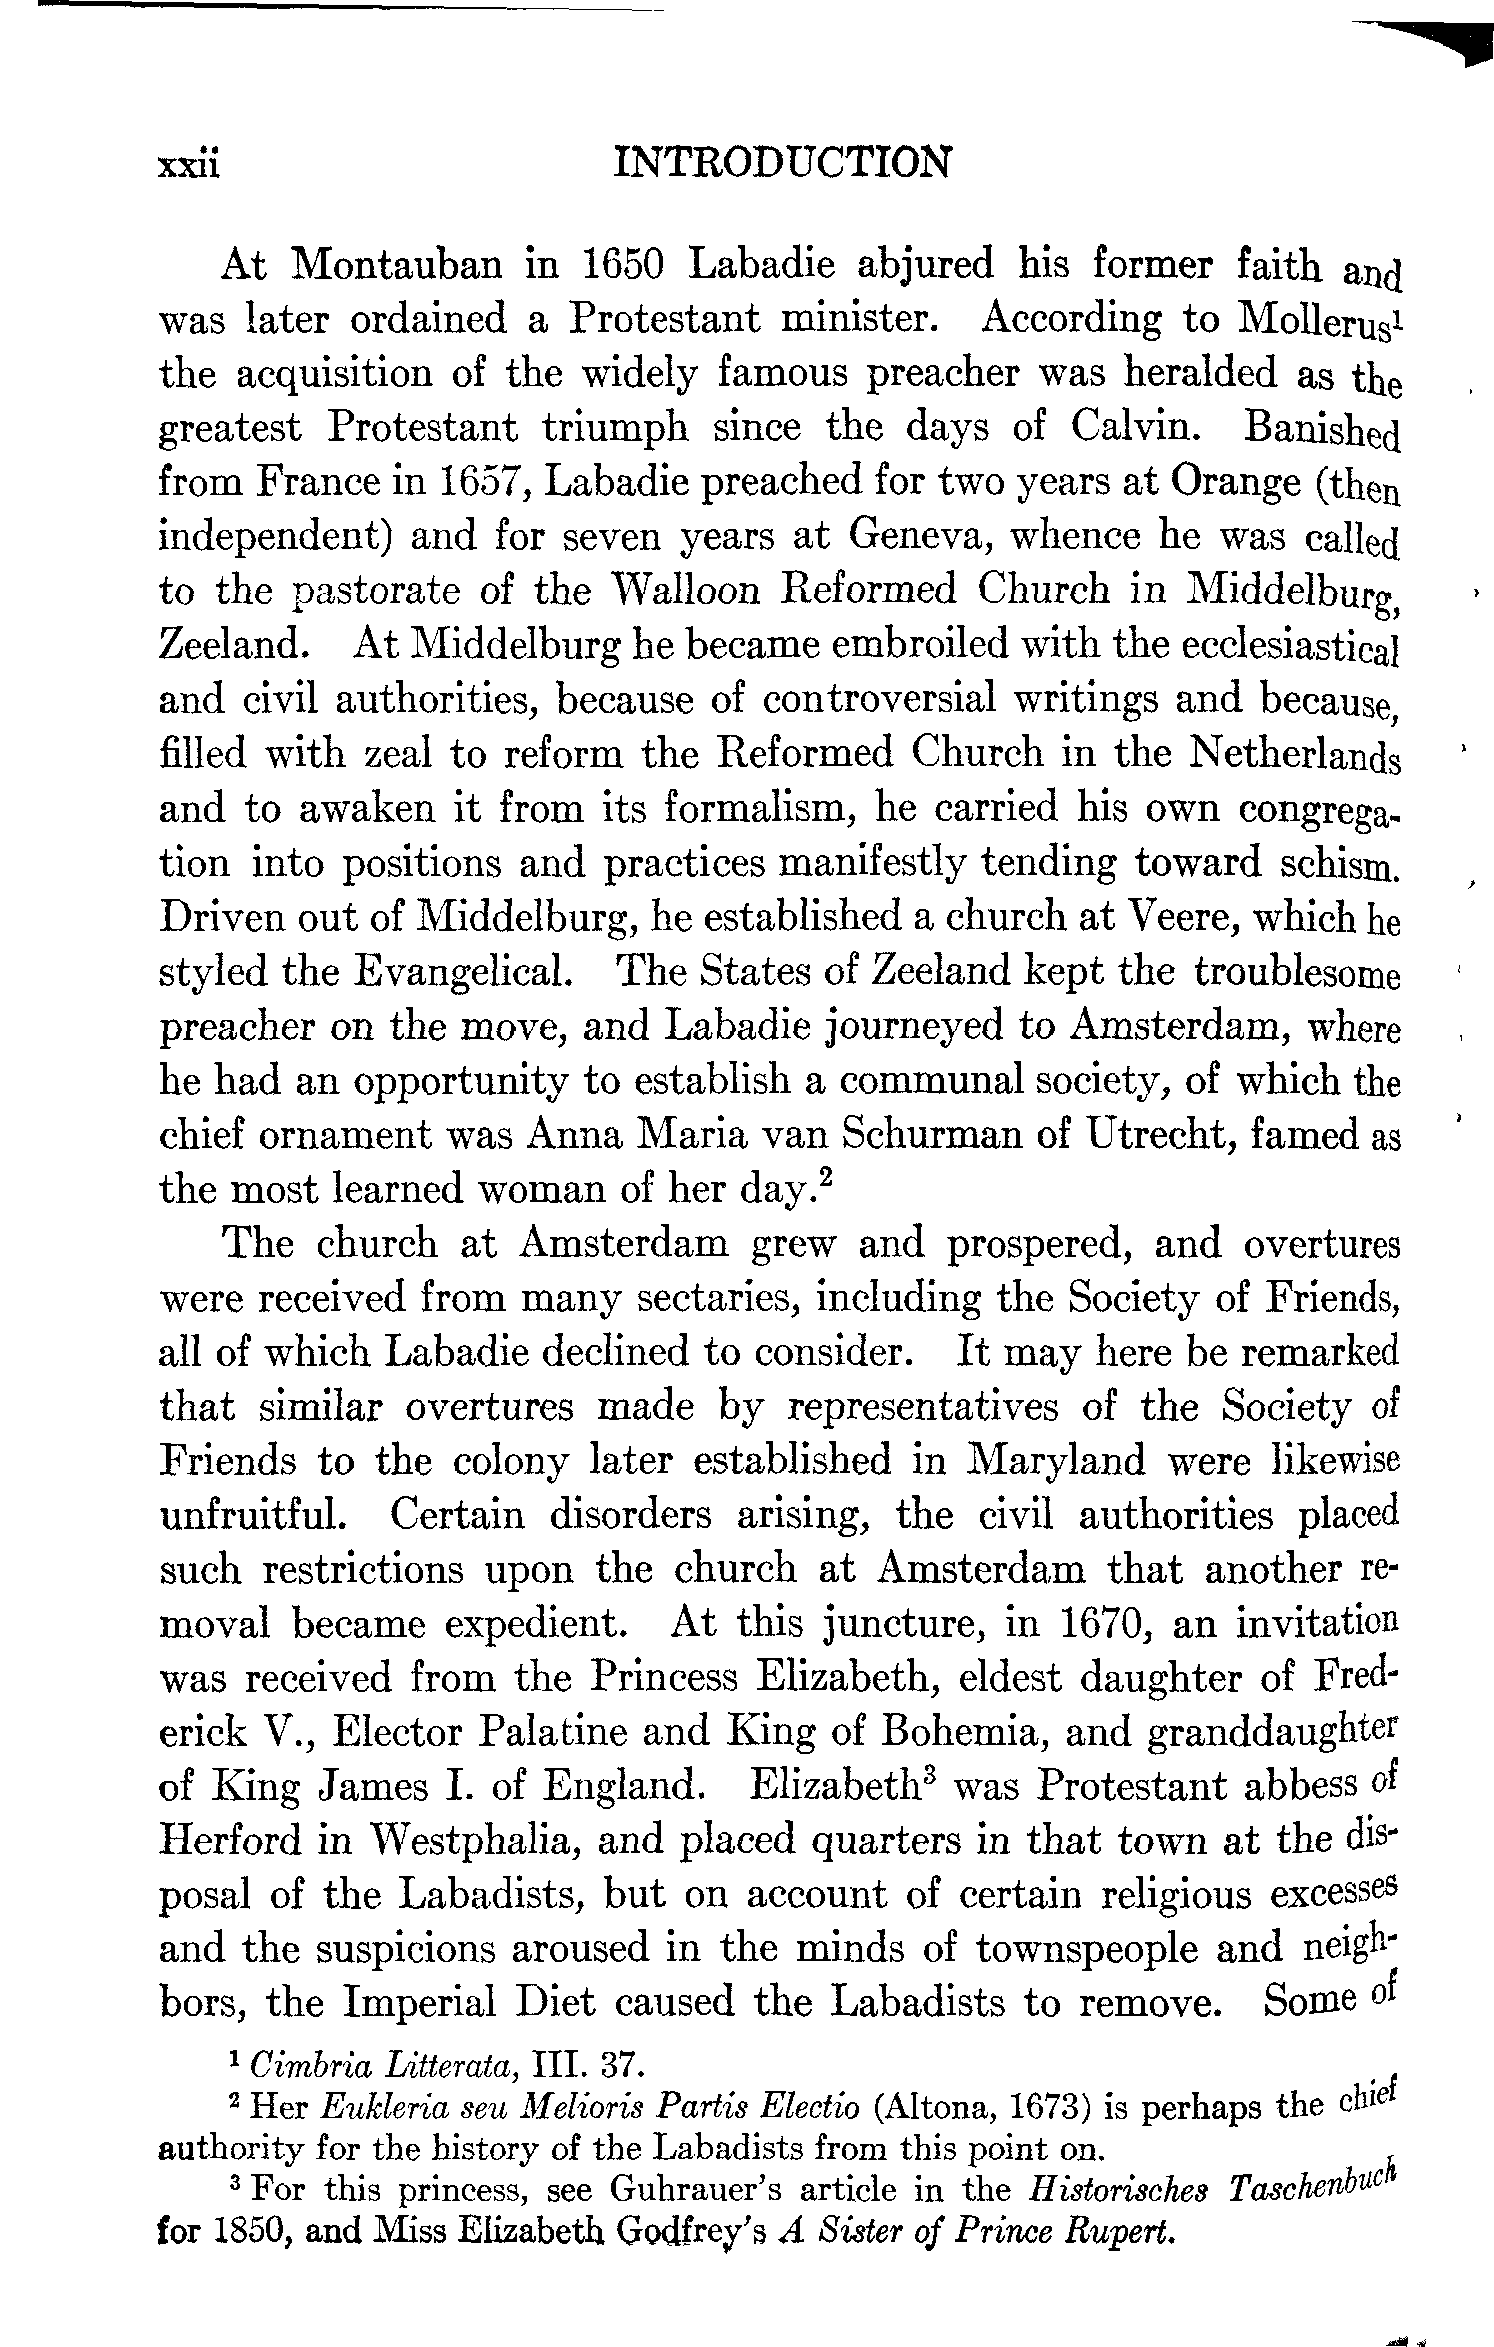 xxii INTRODUCTION
At Montauban in 1650 Labadie abjured his former faith and
was later ordained a Protestant minister. According to Mollerus¹
the acquisition of the widely famous preacher was heralded as the
greatest Protestant triumph since the days of Calvin. Banished
from France in 1657, Labadie preached for two years at Orange (then
independent) and for seven years at Geneva, whence he was called
to the pastorate of the Walloon Reformed Church in Middelburg,
Zeeland. At Middelburg he became embroiled with the ecclesiastical
and civil authorities, because of controversial writings and because,
filled with zeal to reform the Reformed Church in the Netherlands
and to awaken it from its formalism, he carried his own congrega-
tion into positions and practices manifestly tending toward schism.
Driven out of Middelburg, he established a church at Veere, which he
styled the Evangelical. The States of Zeeland kept the troublesome
preacher on the move, and Labadie journeyed to Amsterdam, where
he had an opportunity to establish a communal society, of which the
chief ornament was Anna Maria van Schurman of Utrecht, famed as
the most learned woman of her day.²
The church at Amsterdam grew and prospered, and overtures
were received from many sectaries, including the Society of Friends,
all of which Labadie declined to consider. It may here be remarked
that similar overtures made by representatives of the Society of
Friends to the colony later established in Maryland were likewise
unfruitful. Certain disorders arising, the civil authorities placed
such restrictions upon the church at Amsterdam that another re-
moval became expedient. At this juncture, in 1670, an invitation
was received from the Princess Elizabeth, eldest daughter of Fred-
erick V., Elector Palatine and King of Bohemia, and granddaughter
of King James I. of England. Elizabeth³ was Protestant abbess of
Herford in Westphalia, and placed quarters in that town at the dis-
posal of the Labadists, but on account of certain religious excesses
and the suspicions aroused in the minds of townspeople and neigh-
bors, the Imperial Diet caused the Labadists to remove. Some of
¹ Cimbria Litterata, III. 37.
² Her Eukleria seu Melioris Partis Electio (Altona, 1673) is perhaps the chief
authority for the history of the Labadists from this point on.
³ For this princess, see Guhrauer's article in the Historisches Taschenbuch
for 1850, and Miss Elizabeth Godfrey's A Sister of Prince Rupert.